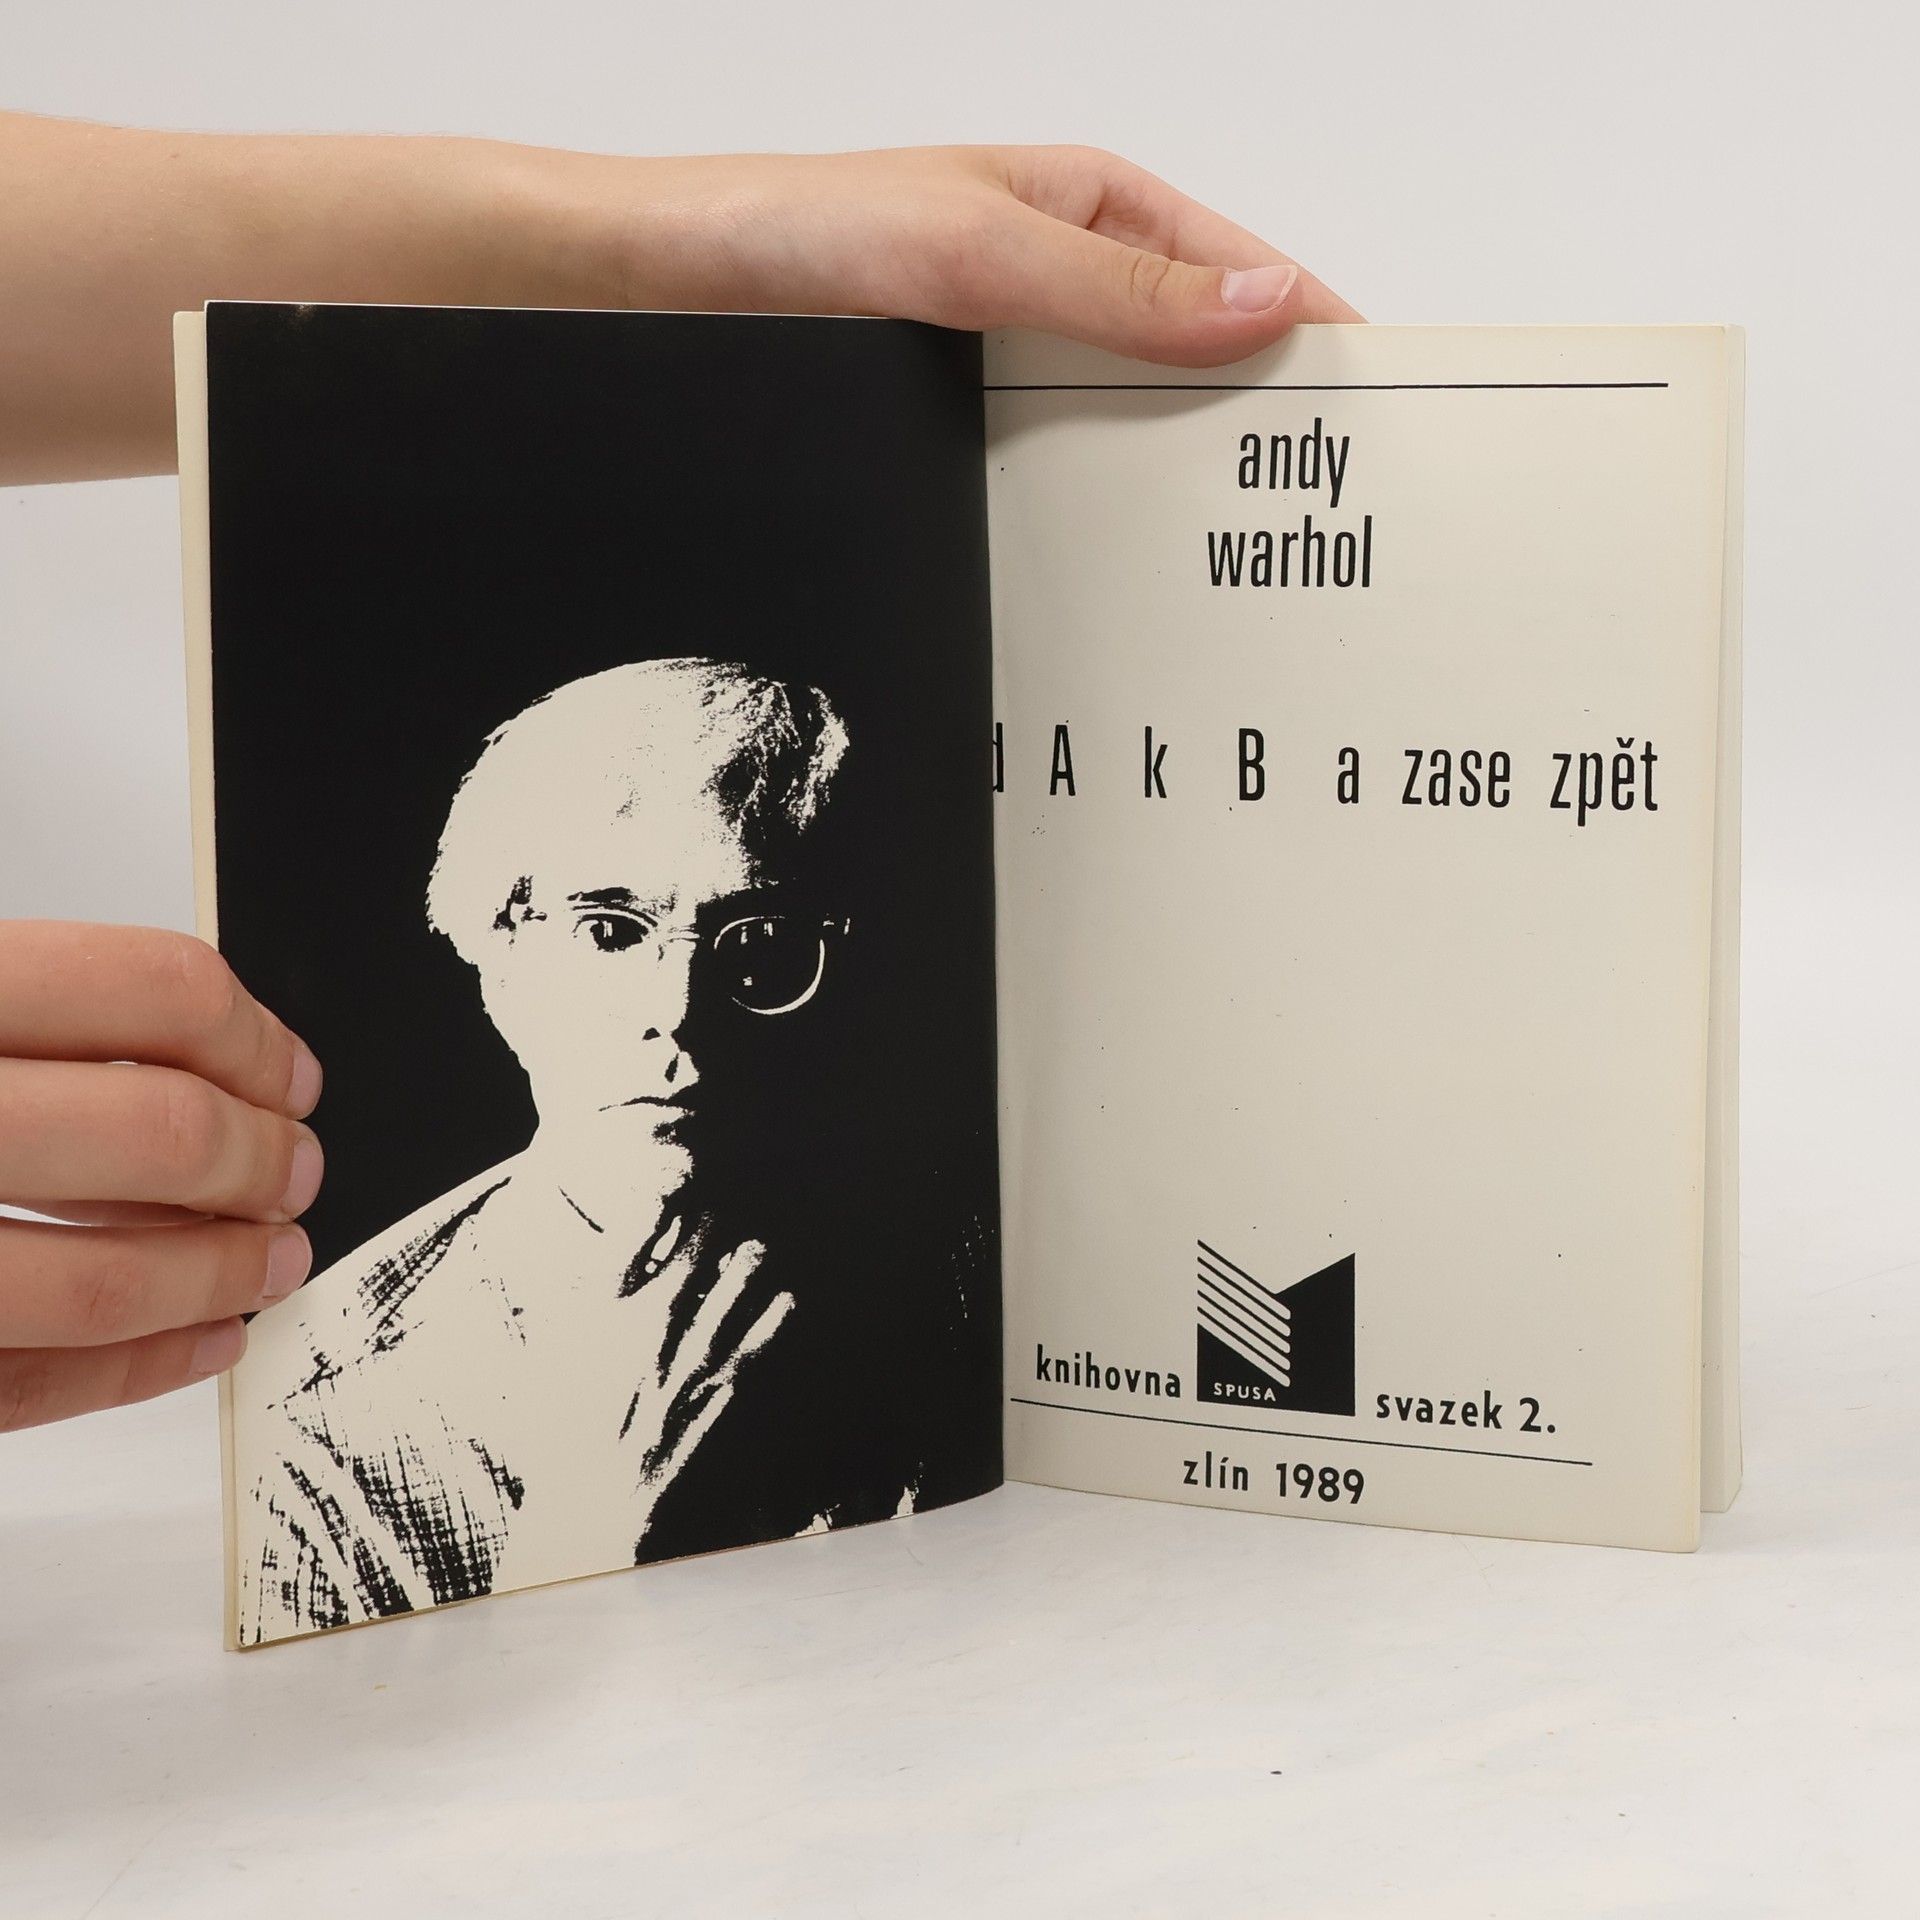 andy
warhol
d A k B a zase zpět
SPUSA
knihovna svazek 2.
zlín 1989